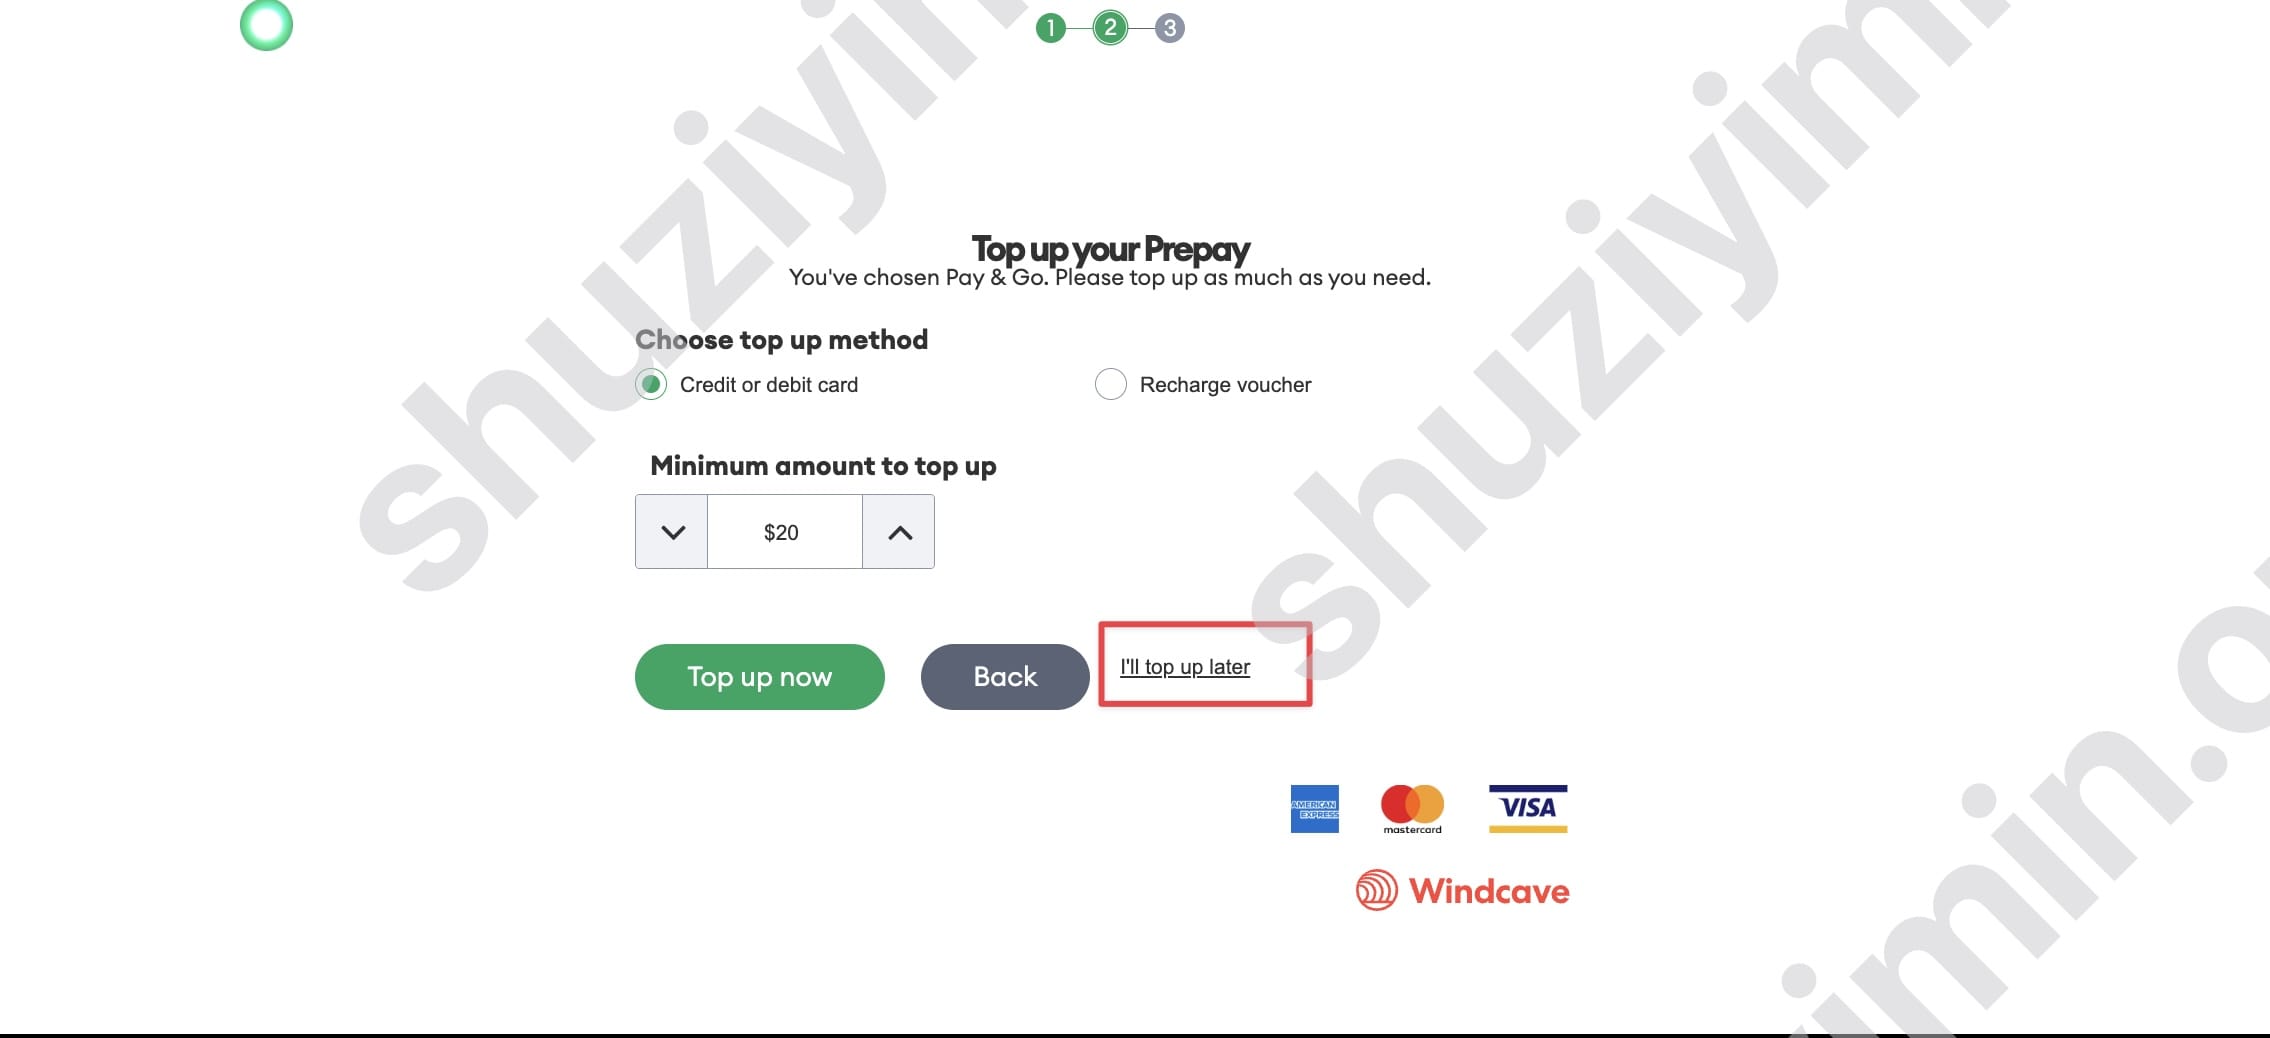 1 2 3
Top up your Prepay
You've chosen Pay & Go. Please top up as much as you need.
Choose top up method
Credit or debit card Recharge voucher
Minimum amount to top up
$20
Top up now Back I'll top up later
AMERICAN EXPRESS mastercard VISA
Windcave
shuziyimin
shuziyimin
yimin.o